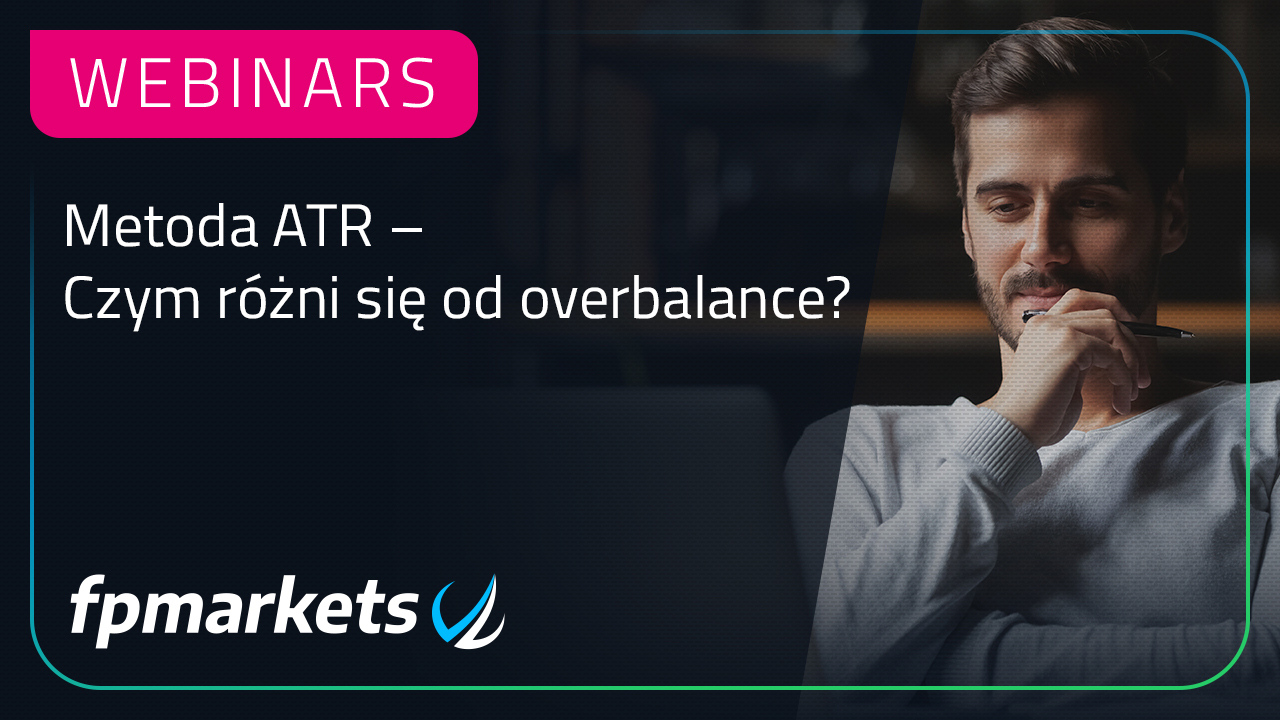 WEBINARS
Metoda ATR –
Czym różni się od overbalance?
fpmarkets